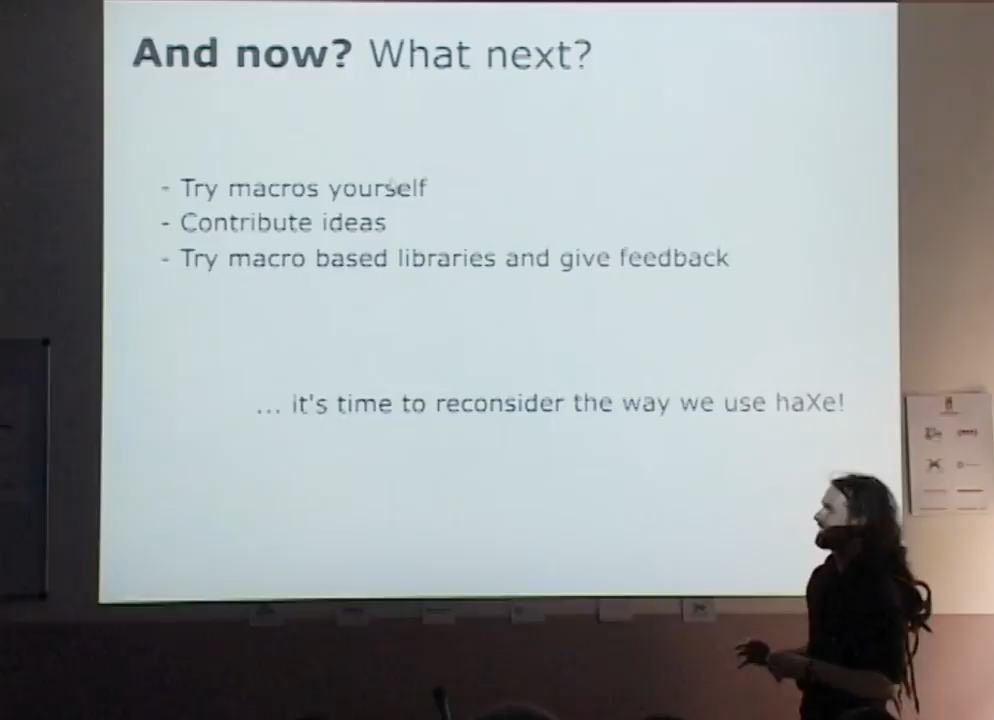 And now? What next?
- Try macros yourself
- Contribute ideas
- Try macro based libraries and give feedback
... it's time to reconsider the way we use haXe!